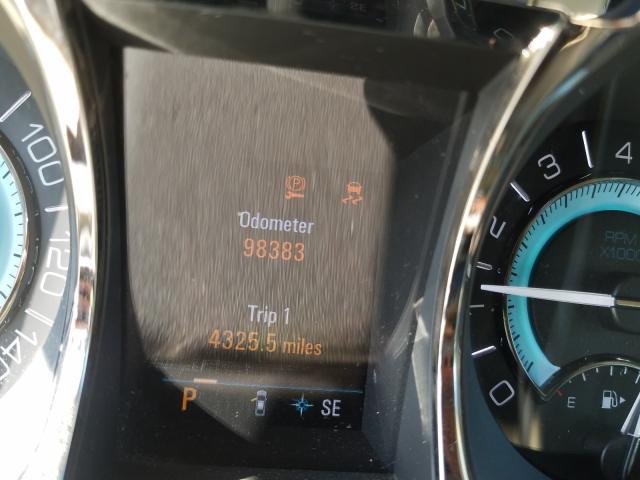 100
120
140
Odometer
98383
Trip 1
4325.5 miles
P
SE
4
3
2
1
0
RPM
X1000
E